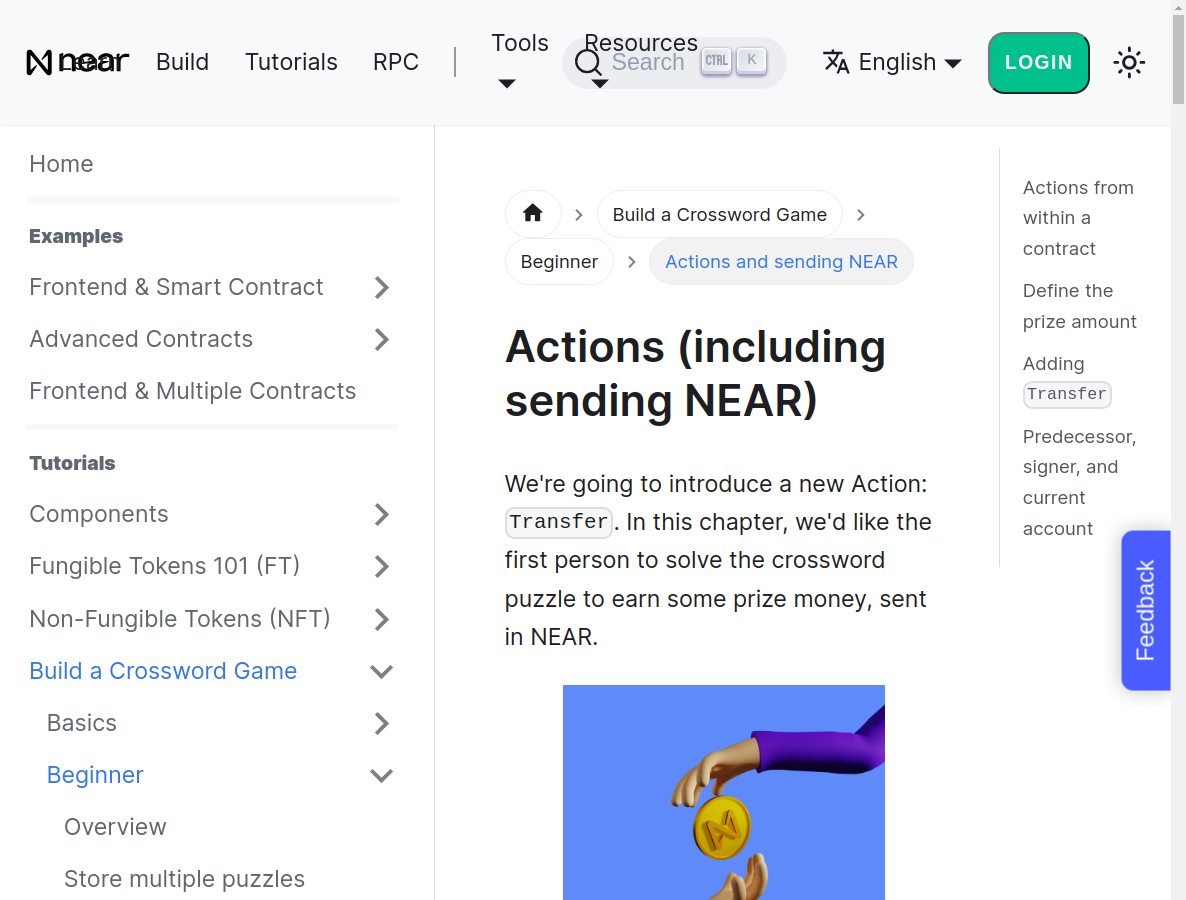 near
Learn
Build
Tutorials
RPC
Tools
Resources
Search
CTRL
K
English
LOGIN
Home
Examples
Frontend & Smart Contract
Advanced Contracts
Frontend & Multiple Contracts
Tutorials
Components
Fungible Tokens 101 (FT)
Non-Fungible Tokens (NFT)
Build a Crossword Game
Basics
Beginner
Overview
Store multiple puzzles
Build a Crossword Game
Beginner
Actions and sending NEAR
Actions (including
sending NEAR)
We're going to introduce a new Action:
Transfer. In this chapter, we'd like the
first person to solve the crossword
puzzle to earn some prize money, sent
in NEAR.
Actions from
within a
contract
Define the
prize amount
Adding
Transfer
Predecessor,
signer, and
current
account
Feedback